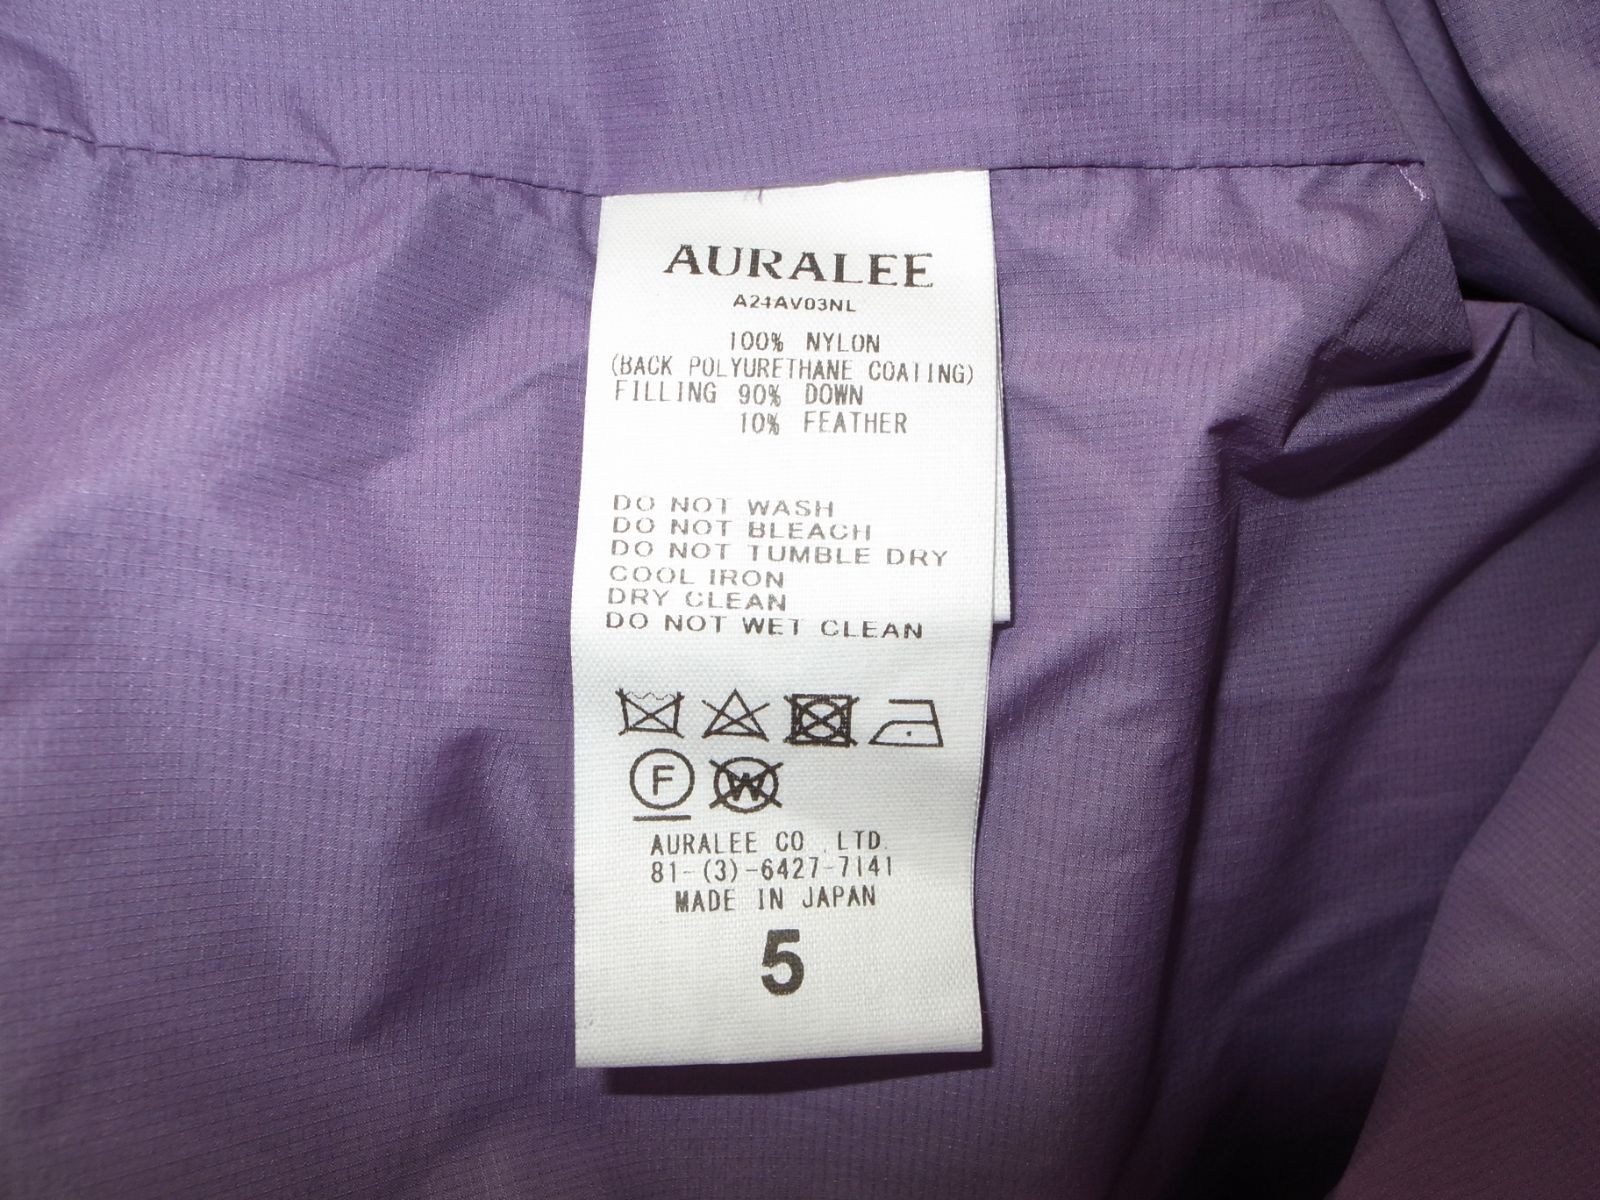 AURALEE
A24AV03NL
100% NYLON
(BACK POLYURETHANE COATING)
FILLING 90% DOWN
10% FEATHER
DO NOT WASH
DO NOT BLEACH
DO NOT TUMBLE DRY
COOL IRON
DRY CLEAN
DO NOT WET CLEAN
F W
AURALEE CO.,LTD.
81-(3)-6427-7141
MADE IN JAPAN
5